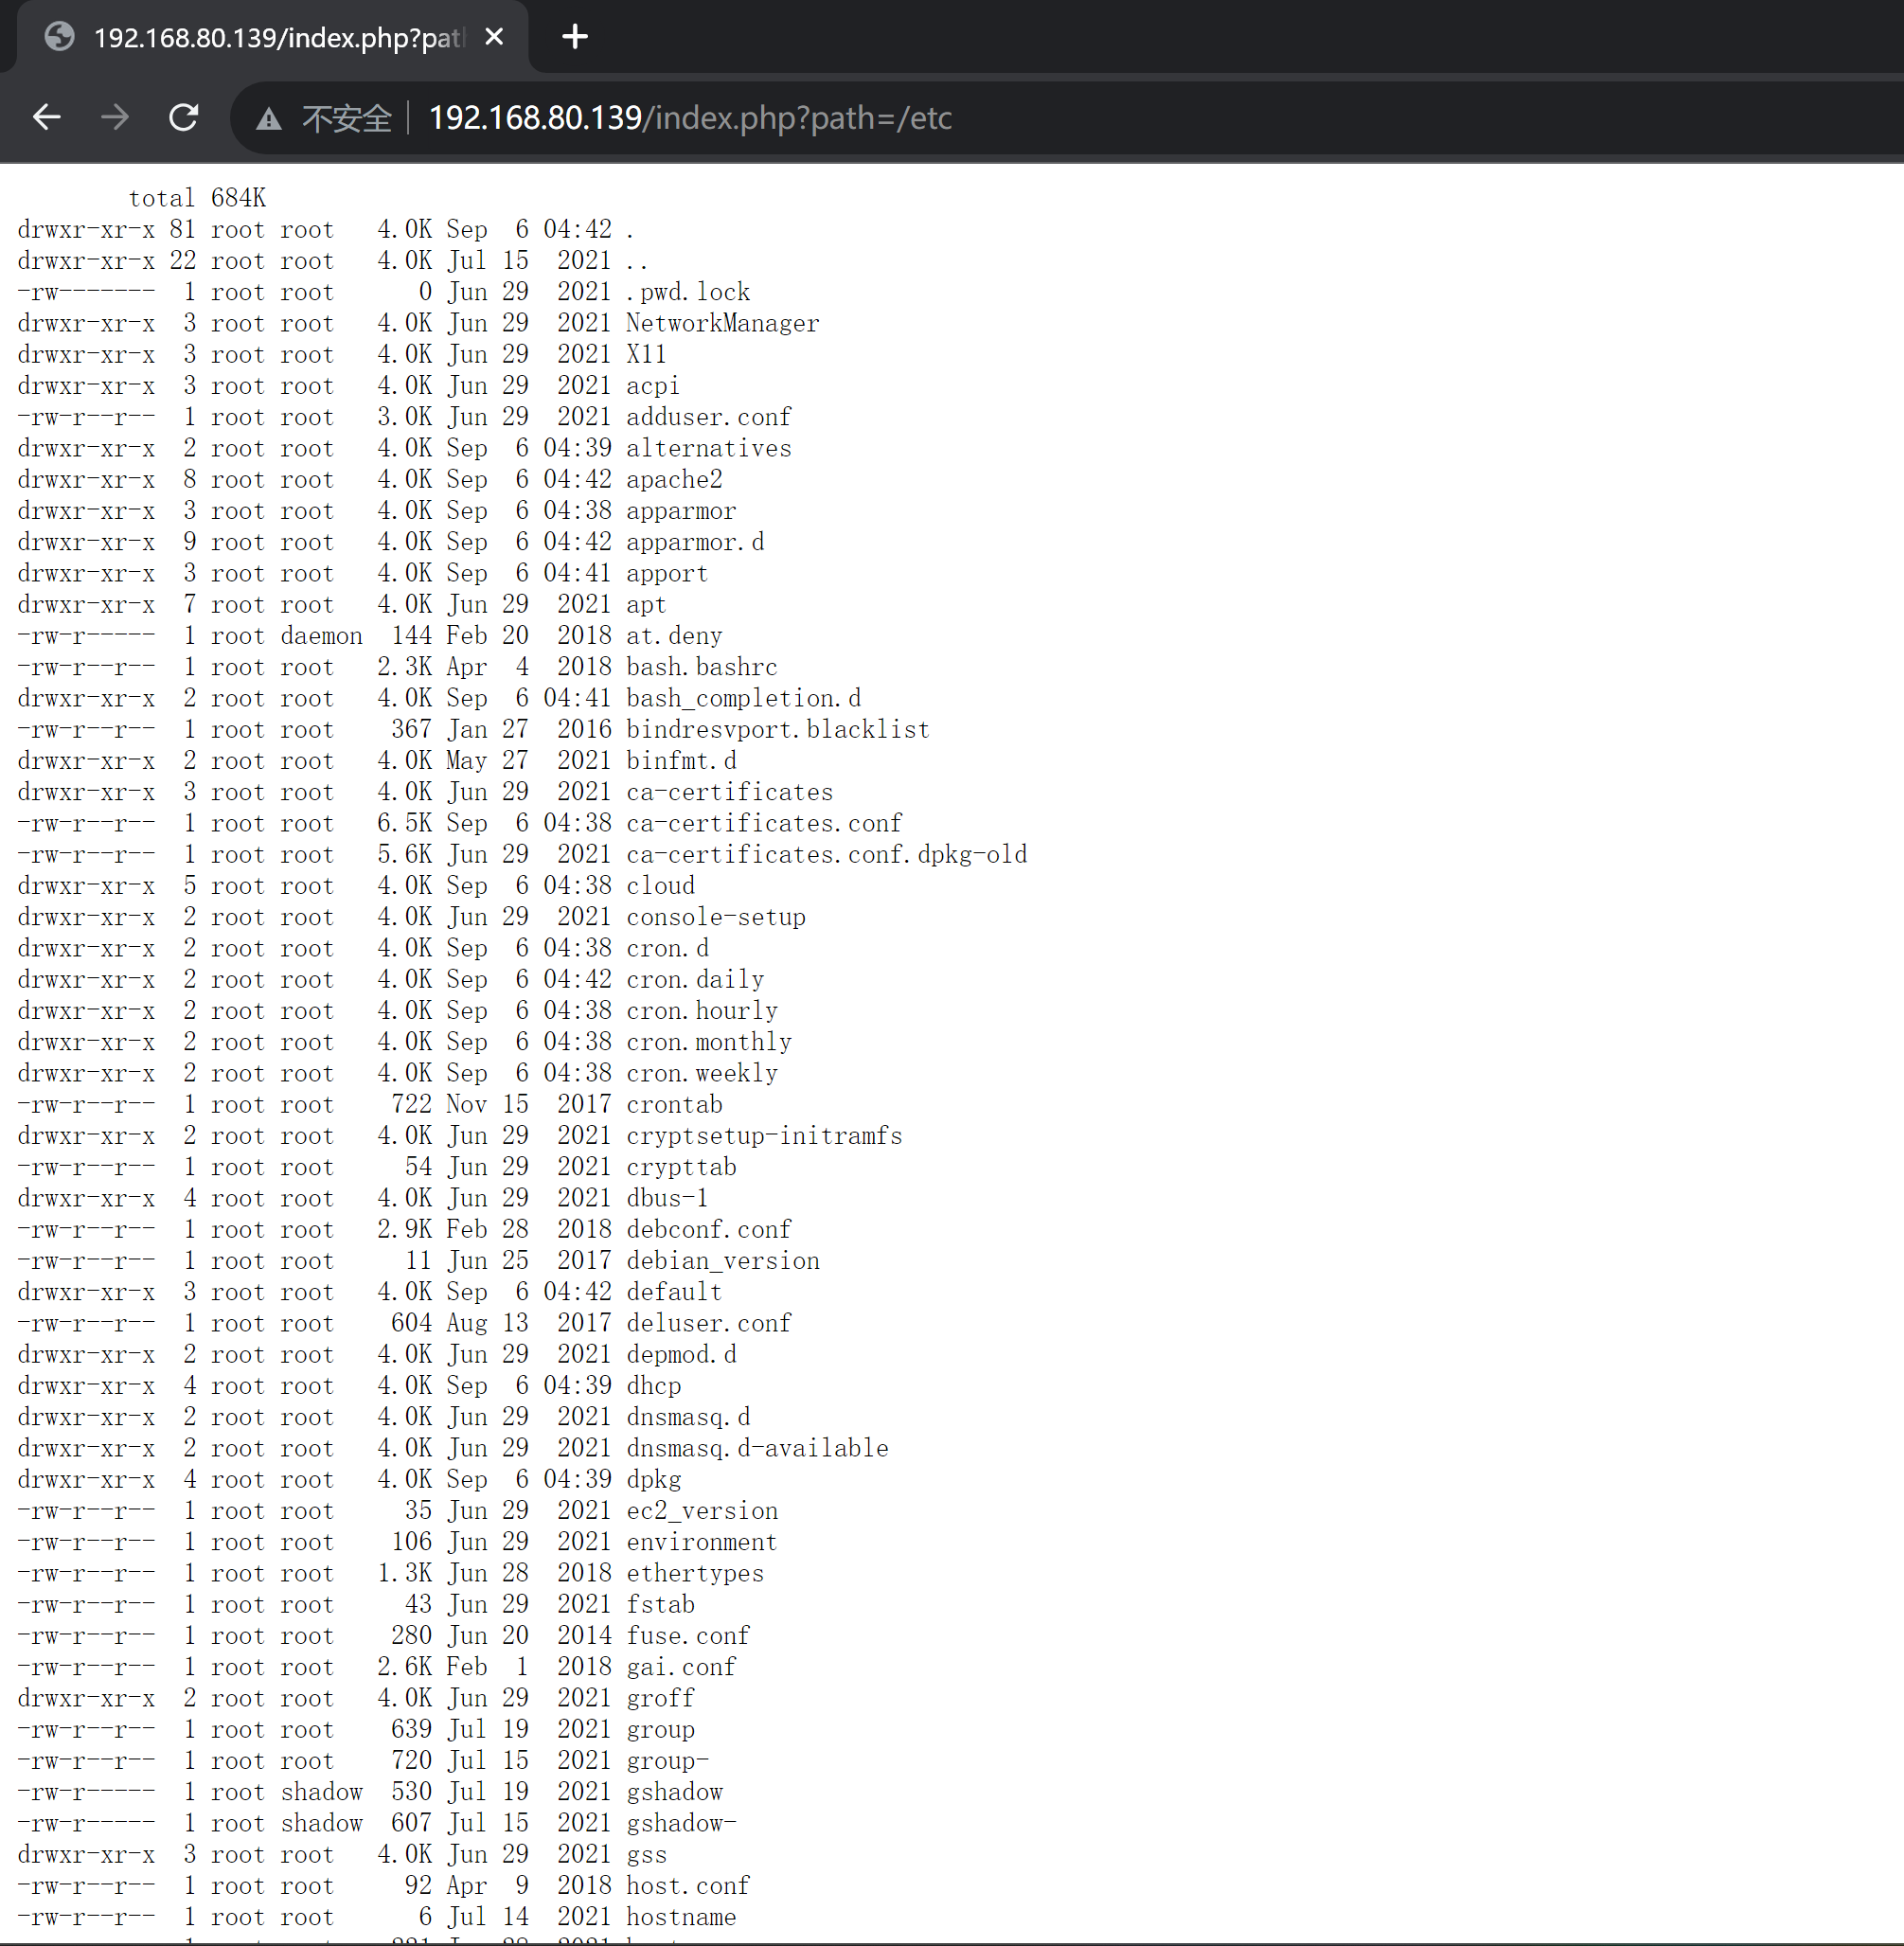 192.168.80.139/index.php?pat
不安全 192.168.80.139/index.php?path=/etc
total 684K
drwxr-xr-x 81 root root   4.0K Sep  6 04:42 .
drwxr-xr-x 22 root root   4.0K Jul 15  2021 ..
-rw-------  1 root root      0 Jun 29  2021 .pwd.lock
drwxr-xr-x  3 root root   4.0K Jun 29  2021 NetworkManager
drwxr-xr-x  3 root root   4.0K Jun 29  2021 X11
drwxr-xr-x  3 root root   4.0K Jun 29  2021 acpi
-rw-r--r--  1 root root   3.0K Jun 29  2021 adduser.conf
drwxr-xr-x  2 root root   4.0K Sep  6 04:39 alternatives
drwxr-xr-x  8 root root   4.0K Sep  6 04:42 apache2
drwxr-xr-x  3 root root   4.0K Sep  6 04:38 apparmor
drwxr-xr-x  9 root root   4.0K Sep  6 04:42 apparmor.d
drwxr-xr-x  3 root root   4.0K Sep  6 04:41 apport
drwxr-xr-x  7 root root   4.0K Jun 29  2021 apt
-rw-r-----  1 root daemon  144 Feb 20  2018 at.deny
-rw-r--r--  1 root root   2.3K Apr  4  2018 bash.bashrc
drwxr-xr-x  2 root root   4.0K Sep  6 04:41 bash_completion.d
-rw-r--r--  1 root root    367 Jan 27  2016 bindresvport.blacklist
drwxr-xr-x  2 root root   4.0K May 27  2021 binfmt.d
drwxr-xr-x  3 root root   4.0K Jun 29  2021 ca-certificates
-rw-r--r--  1 root root   6.5K Sep  6 04:38 ca-certificates.conf
-rw-r--r--  1 root root   5.6K Jun 29  2021 ca-certificates.conf.dpkg-old
drwxr-xr-x  5 root root   4.0K Sep  6 04:38 cloud
drwxr-xr-x  2 root root   4.0K Jun 29  2021 console-setup
drwxr-xr-x  2 root root   4.0K Sep  6 04:38 cron.d
drwxr-xr-x  2 root root   4.0K Sep  6 04:42 cron.daily
drwxr-xr-x  2 root root   4.0K Sep  6 04:38 cron.hourly
drwxr-xr-x  2 root root   4.0K Sep  6 04:38 cron.monthly
drwxr-xr-x  2 root root   4.0K Sep  6 04:38 cron.weekly
-rw-r--r--  1 root root    722 Nov 15  2017 crontab
drwxr-xr-x  2 root root   4.0K Jun 29  2021 cryptsetup-initramfs
-rw-r--r--  1 root root     54 Jun 29  2021 crypttab
drwxr-xr-x  4 root root   4.0K Jun 29  2021 dbus-1
-rw-r--r--  1 root root   2.9K Feb 28  2018 debconf.conf
-rw-r--r--  1 root root     11 Jun 25  2017 debian_version
drwxr-xr-x  3 root root   4.0K Sep  6 04:42 default
-rw-r--r--  1 root root    604 Aug 13  2017 deluser.conf
drwxr-xr-x  2 root root   4.0K Jun 29  2021 depmod.d
drwxr-xr-x  4 root root   4.0K Sep  6 04:39 dhcp
drwxr-xr-x  2 root root   4.0K Jun 29  2021 dnsmasq.d
drwxr-xr-x  2 root root   4.0K Jun 29  2021 dnsmasq.d-available
drwxr-xr-x  4 root root   4.0K Sep  6 04:39 dpkg
-rw-r--r--  1 root root     35 Jun 29  2021 ec2_version
-rw-r--r--  1 root root    106 Jun 29  2021 environment
-rw-r--r--  1 root root   1.3K Jun 28  2018 ethertypes
-rw-r--r--  1 root root     43 Jun 29  2021 fstab
-rw-r--r--  1 root root    280 Jun 20  2014 fuse.conf
-rw-r--r--  1 root root   2.6K Feb  1  2018 gai.conf
drwxr-xr-x  2 root root   4.0K Jun 29  2021 groff
-rw-r--r--  1 root root    639 Jul 19  2021 group
-rw-r--r--  1 root root    720 Jul 15  2021 group-
-rw-r-----  1 root shadow  530 Jul 19  2021 gshadow
-rw-r-----  1 root shadow  607 Jul 15  2021 gshadow-
drwxr-xr-x  3 root root   4.0K Jun 29  2021 gss
-rw-r--r--  1 root root     92 Apr  9  2018 host.conf
-rw-r--r--  1 root root      6 Jul 14  2021 hostname